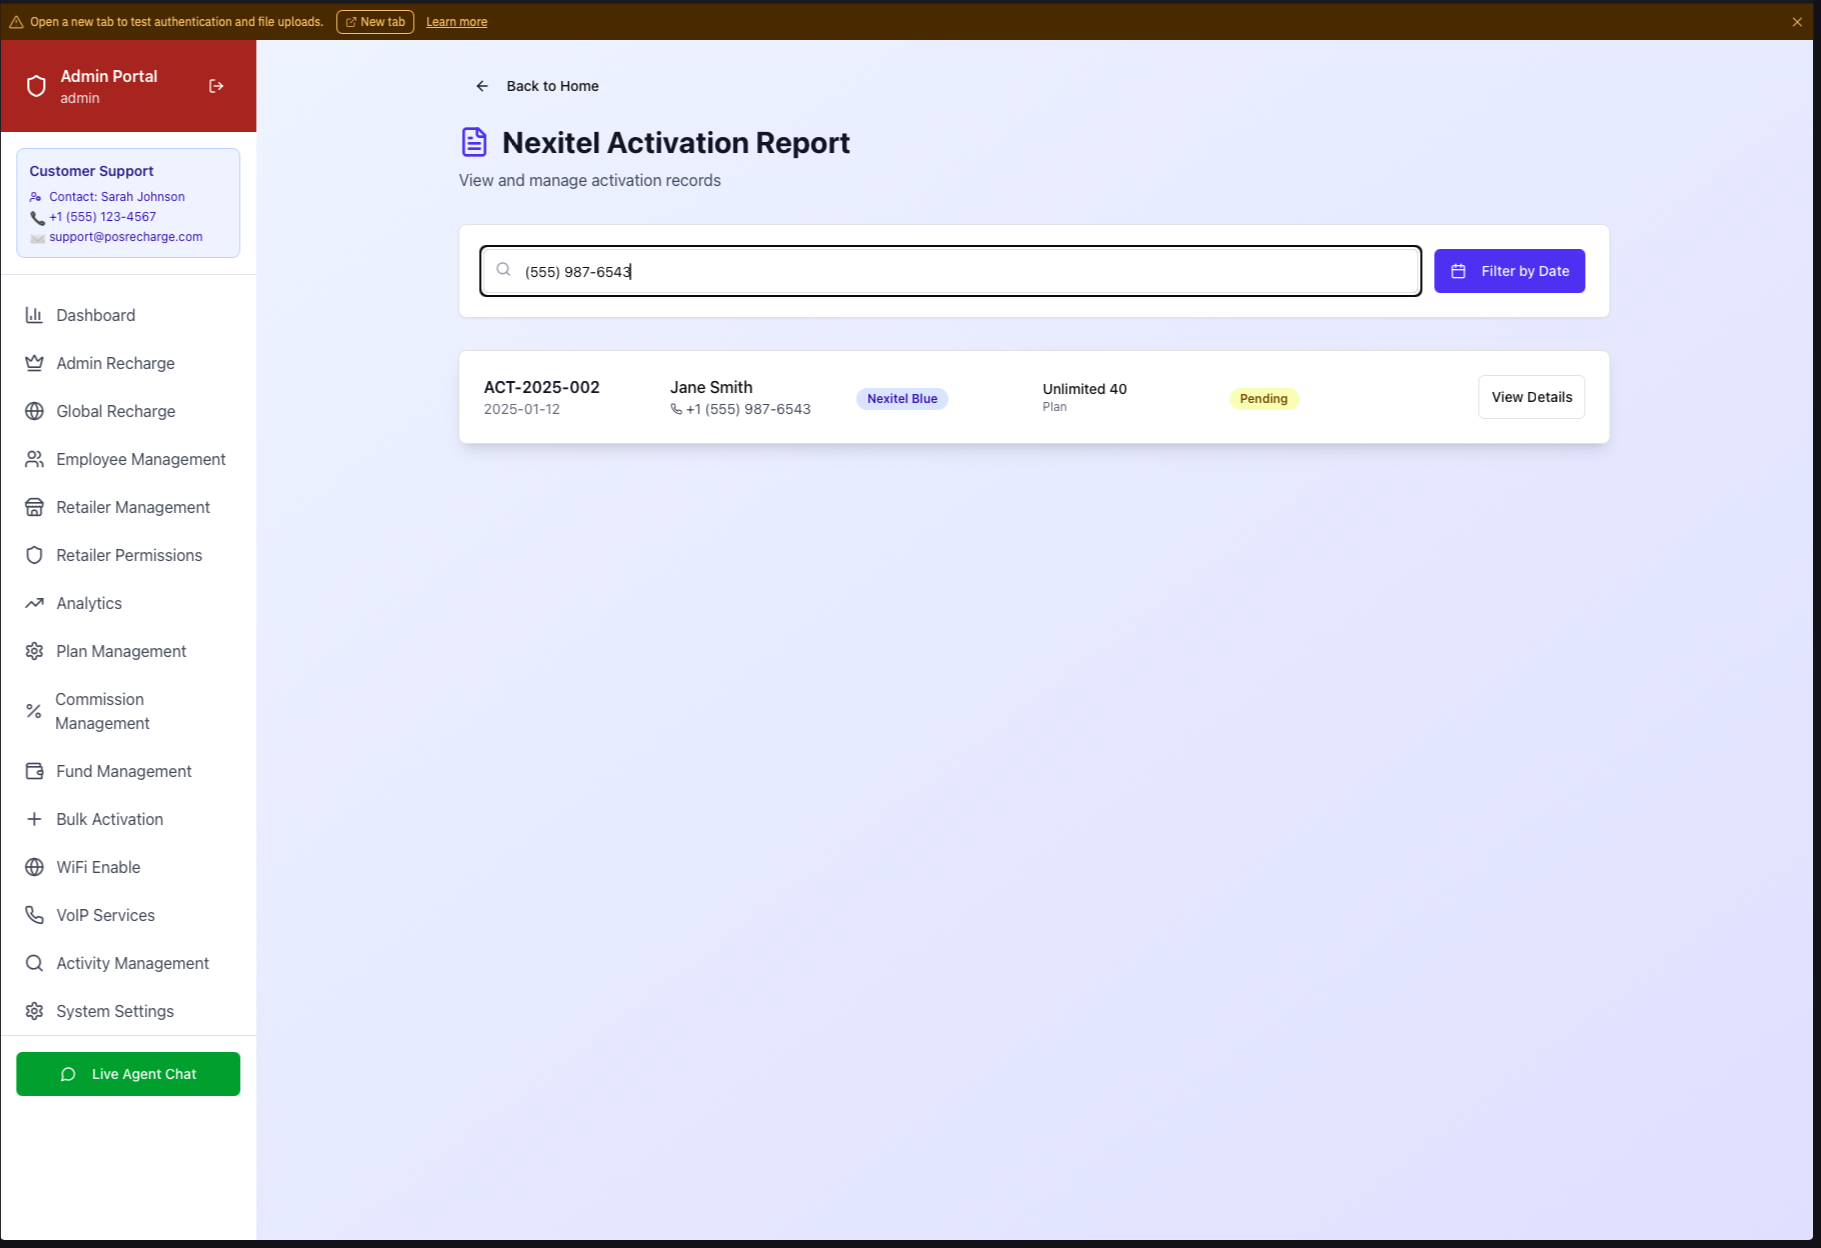 Open a new tab to test authentication and file uploads. New tab Learn more
Admin Portal
admin
Customer Support
Contact: Sarah Johnson
+1 (555) 123-4567
support@posrecharge.com
Dashboard
Admin Recharge
Global Recharge
Employee Management
Retailer Management
Retailer Permissions
Analytics
Plan Management
Commission
Management
Fund Management
Bulk Activation
WiFi Enable
VoIP Services
Activity Management
System Settings
Live Agent Chat
Back to Home
Nexitel Activation Report
View and manage activation records
(555) 987-6543
Filter by Date
ACT-2025-002
2025-01-12
Jane Smith
+1 (555) 987-6543
Nexitel Blue
Unlimited 40
Plan
Pending
View Details